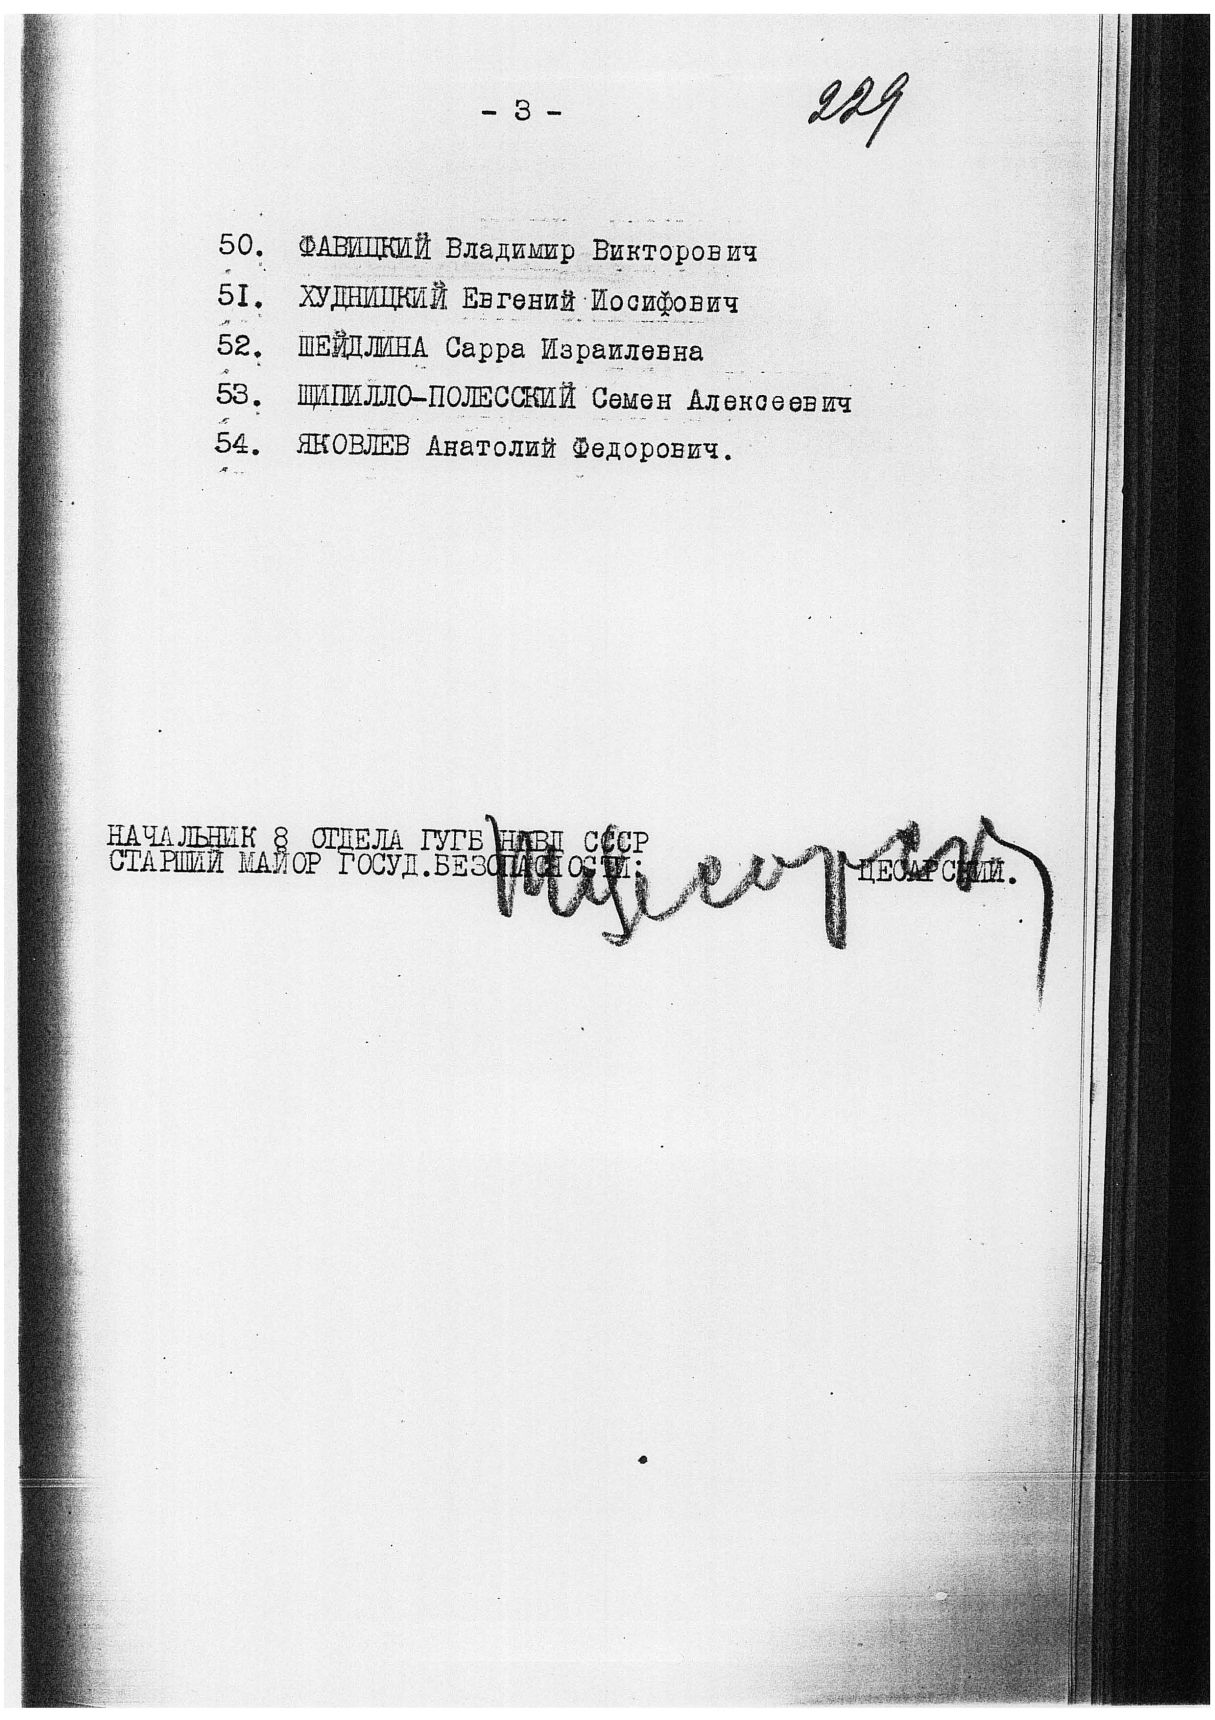 - 3 -
229
50. ФАВИЦКИЙ Владимир Викторович
51. ХУДНИЦКИЙ Евгений Иосифович
52. ШЕЙДЛИНА Сарра Израилевна
53. ЩИПИЛЛО-ПОЛЕССКИЙ Семен Алексеевич
54. ЯКОВЛЕВ Анатолий Федорович.
НАЧАЛЬНИК 8 ОТДЕЛА ГУГБ НКВД СССР
СТАРШИЙ МАЙОР ГОСУД.БЕЗОПАСНОСТИ: ЦЕСАРСКИЙ.